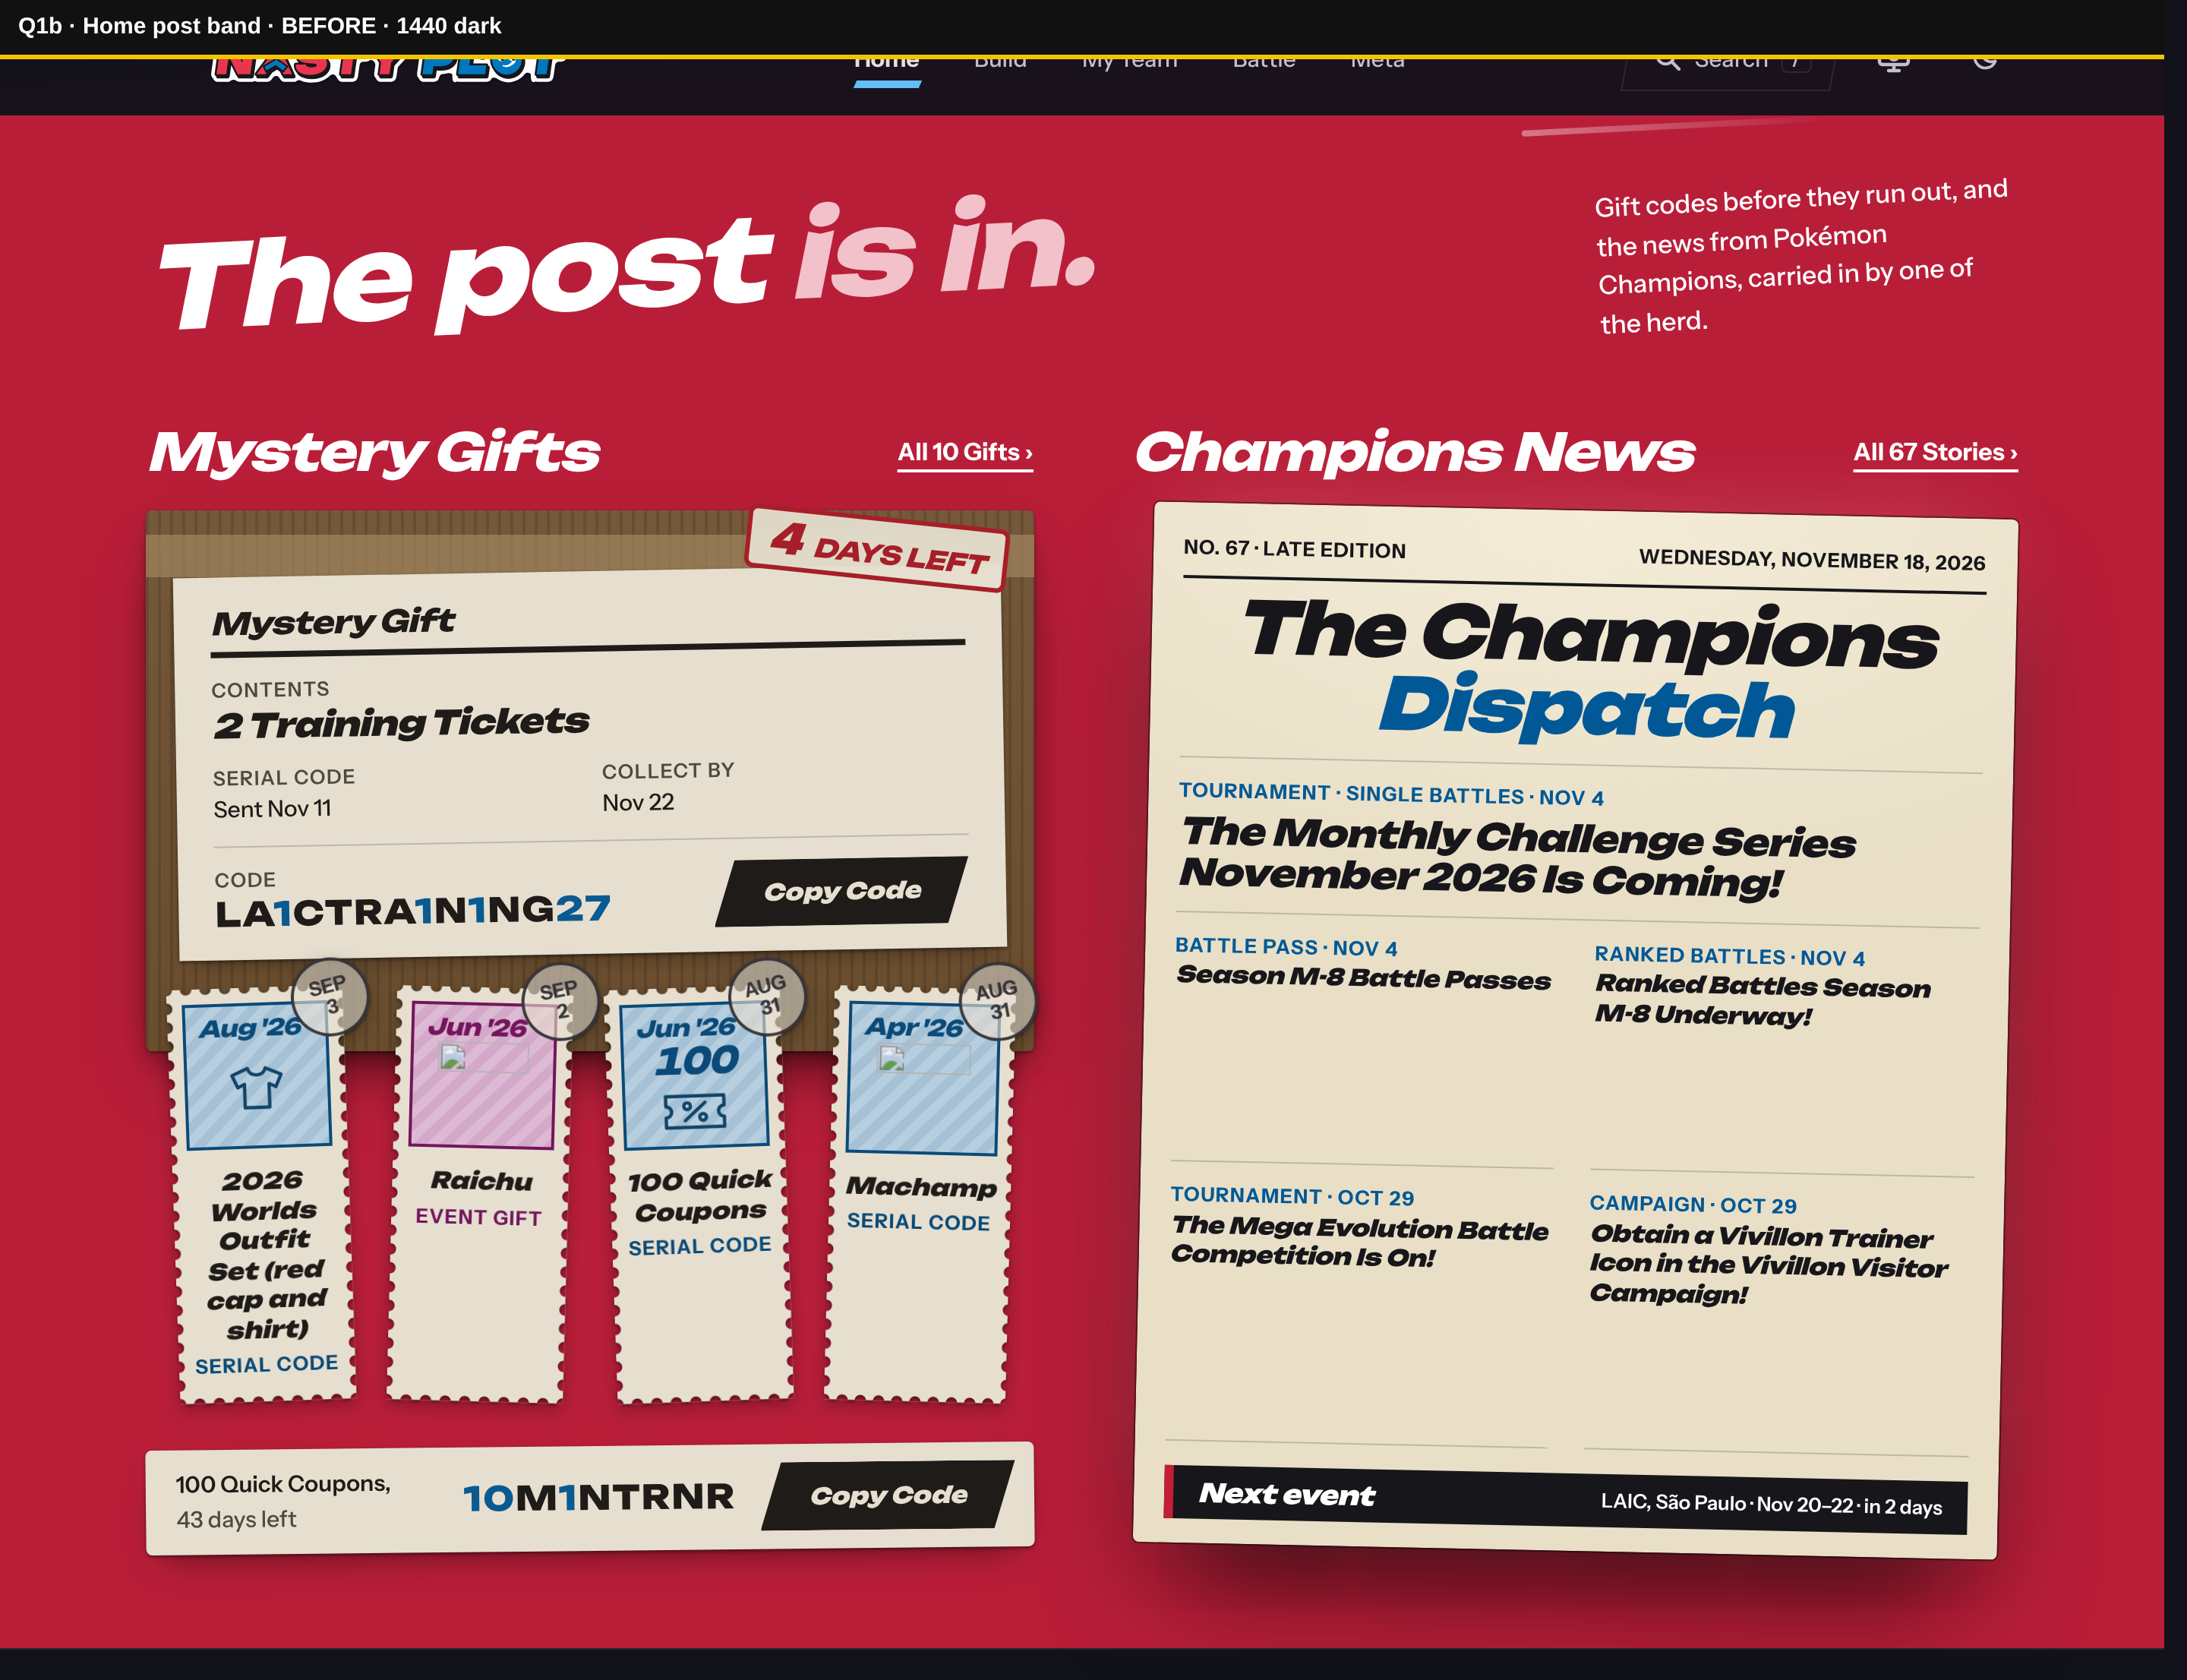 Q1b · Home post band · BEFORE · 1440 dark
NASTY PLOT
Home
Build
My Team
Battle
Meta
Search /
The post is in.
Gift codes before they run out, and
the news from Pokémon
Champions, carried in by one of
the herd.
Mystery Gifts
All 10 Gifts ›
4 DAYS LEFT
Mystery Gift
CONTENTS
2 Training Tickets
SERIAL CODE
Sent Nov 11
COLLECT BY
Nov 22
CODE
LA1CTRA1N1NG27
Copy Code
SEP
3
Aug '26
2026
Worlds
Outfit
Set (red
cap and
shirt)
SERIAL CODE
SEP
2
Jun '26
Raichu
EVENT GIFT
AUG
31
Jun '26
100
%
100 Quick
Coupons
SERIAL CODE
AUG
31
Apr '26
Machamp
SERIAL CODE
100 Quick Coupons,
43 days left
10M1NTRNR
Copy Code
Champions News
All 67 Stories ›
NO. 67 · LATE EDITION
WEDNESDAY, NOVEMBER 18, 2026
The Champions
Dispatch
TOURNAMENT · SINGLE BATTLES · NOV 4
The Monthly Challenge Series
November 2026 Is Coming!
BATTLE PASS · NOV 4
Season M-8 Battle Passes
RANKED BATTLES · NOV 4
Ranked Battles Season
M-8 Underway!
TOURNAMENT · OCT 29
The Mega Evolution Battle
Competition Is On!
CAMPAIGN · OCT 29
Obtain a Vivillon Trainer
Icon in the Vivillon Visitor
Campaign!
Next event
LAIC, São Paulo · Nov 20–22 · in 2 days